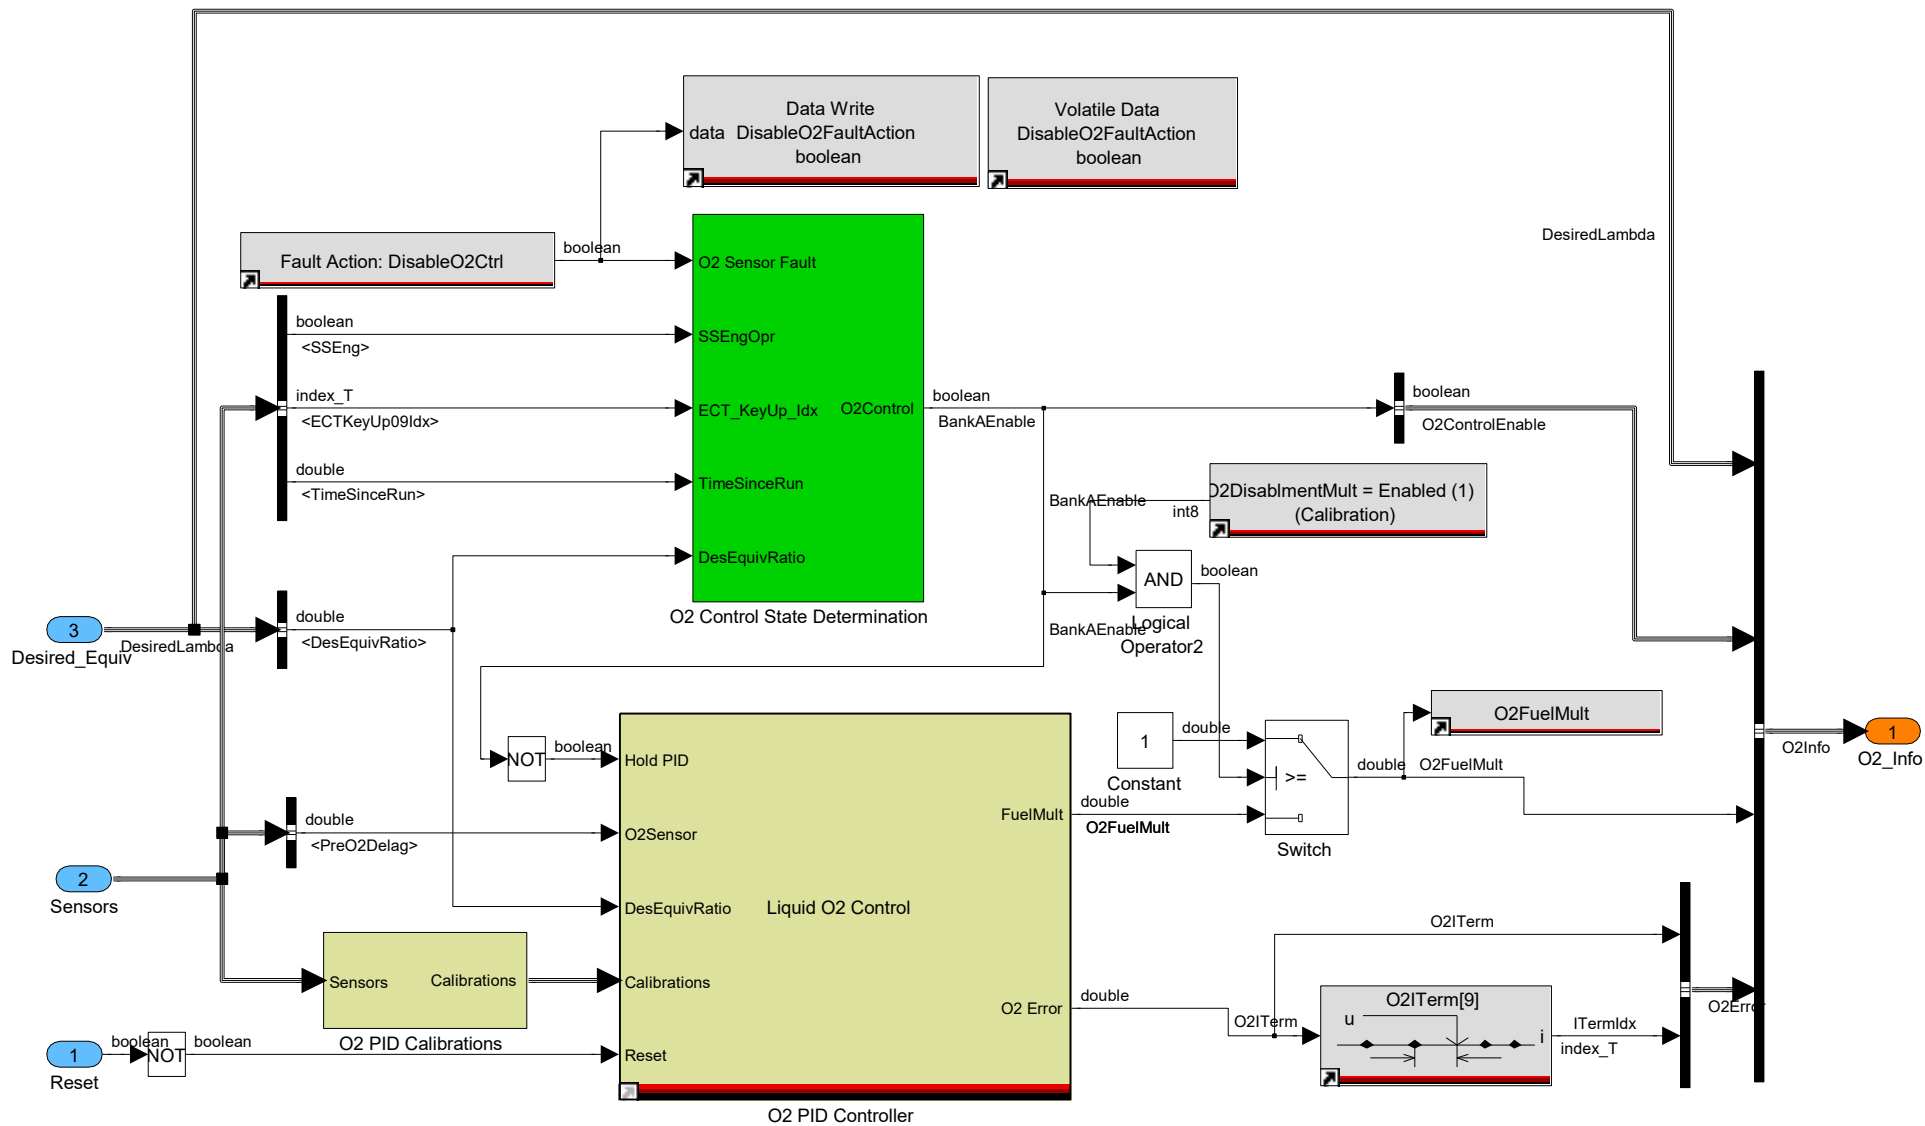 Data Write
data DisableO2FaultAction
boolean
Volatile Data
DisableO2FaultAction
boolean
DesiredLambda
Fault Action: DisableO2Ctrl
boolean
O2 Sensor Fault
boolean
<SSEng>
SSEngOpr
index_T
<ECTKeyUp09Idx>
ECT_KeyUp_Idx
O2Control
boolean
BankAEnable
boolean
O2ControlEnable
double
<TimeSinceRun>
TimeSinceRun
BankAEnable
int8
O2DisablmentMult = Enabled (1)
(Calibration)
DesEquivRatio
AND
boolean
O2 Control State Determination
BankAEnable
Logical
Operator2
3
Desired_Equiv
DesiredLambda
double
<DesEquivRatio>
NOT
boolean
Hold PID
1
Constant
double
>=
Switch
double
O2FuelMult
O2FuelMult
O2Info
1
O2_Info
double
<PreO2Delag>
O2Sensor
FuelMult
double
O2FuelMult
2
Sensors
DesEquivRatio
Liquid O2 Control
Sensors
Calibrations
O2 PID Calibrations
Calibrations
O2 Error
double
O2ITerm
O2ITerm
O2ITerm[9]
u
i
ITermIdx
index_T
O2Error
1
Reset
boolean
NOT
boolean
Reset
O2 PID Controller